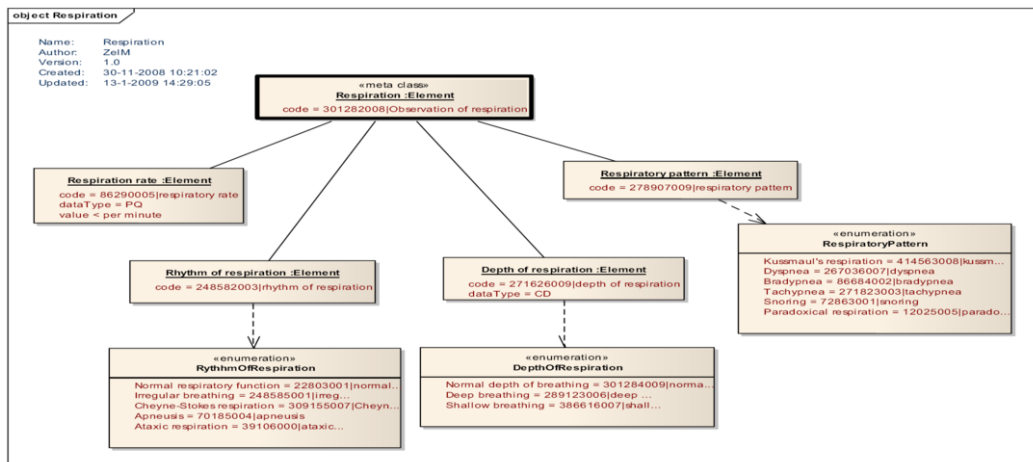 object Respiration
Name: Respiration
Author: ZelM
Version: 1.0
Created: 30-11-2008 10:21:02
Updated: 13-1-2009 14:29:05
«meta class»
Respiration :Element
code = 301282008|Observation of respiration
Respiration rate :Element
code = 86290005|respiratory rate
dataType = PQ
value < per minute
Respiratory pattern :Element
code = 278907009|respiratory pattern
«enumeration»
RespiratoryPattern
Kussmaul's respiration = 414563008|kussm...
Dyspnea = 267036007|dyspnea
Bradypnea = 86684002|bradypnea
Tachypnea = 271823003|tachypnea
Snoring = 72863001|snoring
Paradoxical respiration = 12025005|parado...
Rhythm of respiration :Element
code = 248582003|rhythm of respiration
Depth of respiration :Element
code = 271626009|depth of respiration
dataType = CD
«enumeration»
RythhmOfRespiration
Normal respiratory function = 22803001|normal...
Irregular breathing = 248585001|irreg...
Cheyne-Stokes respiration = 309155007|Cheyn...
Apneusis = 70185004|apneusis
Ataxic respiration = 39106000|ataxic...
«enumeration»
DepthOfRespiration
Normal depth of breathing = 301284009|norma...
Deep breathing = 289123006|deep ...
Shallow breathing = 386616007|shall...